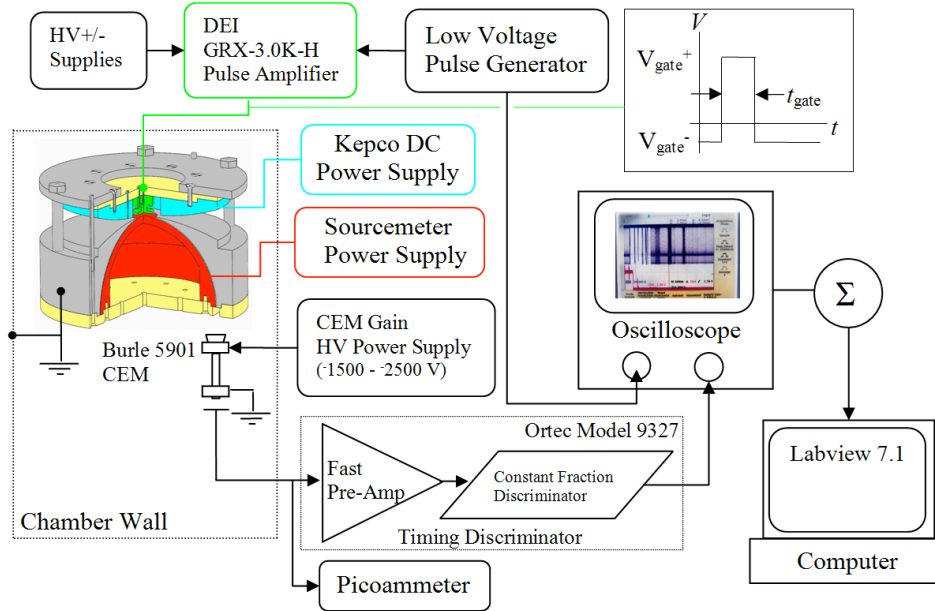 HV+/-
Supplies
DEI
GRX-3.0K-H
Pulse Amplifier
Low Voltage
Pulse Generator
V
Vgate+
tgate
t
Vgate-
Kepco DC
Power Supply
Sourcemeter
Power Supply
CEM Gain
HV Power Supply
(-1500 - -2500 V)
Burle 5901
CEM
Chamber Wall
Oscilloscope
Σ
Ortec Model 9327
Fast
Pre-Amp
Constant Fraction
Discriminator
Timing Discriminator
Picoammeter
Labview 7.1
Computer